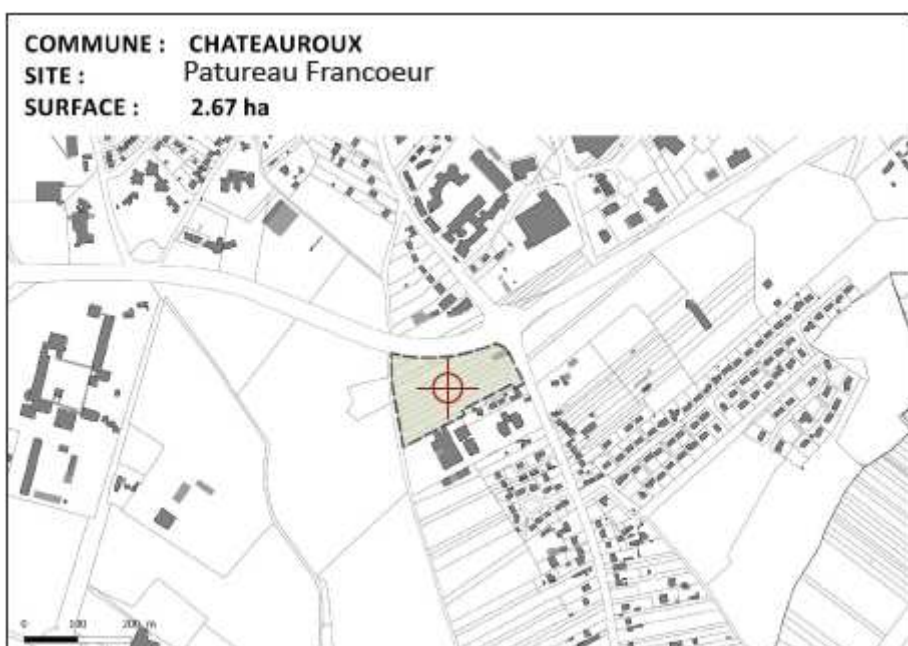 COMMUNE : CHATEAUROUX
SITE : Patureau Francoeur
SURFACE : 2.67 ha
0 100 200 m